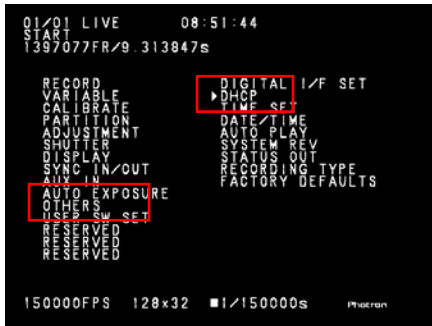 01/01 LIVE 08:51:44
START
1397077FR/9.313847s
RECORD
VARIABLE
CALIBRATE
PARTITION
ADJUSTMENT
SHUTTER
DISPLAY
SYNC IN/OUT
AUX IN
AUTO EXPOSURE
OTHERS
USER SW SET
RESERVED
RESERVED
RESERVED
DIGITAL I/F SET
▶DHCP
TIME SET
DATE/TIME
AUTO PLAY
SYSTEM REV
STATUS OUT
RECORDING TYPE
FACTORY DEFAULTS
150000FPS 128x32 ■1/150000s Photron